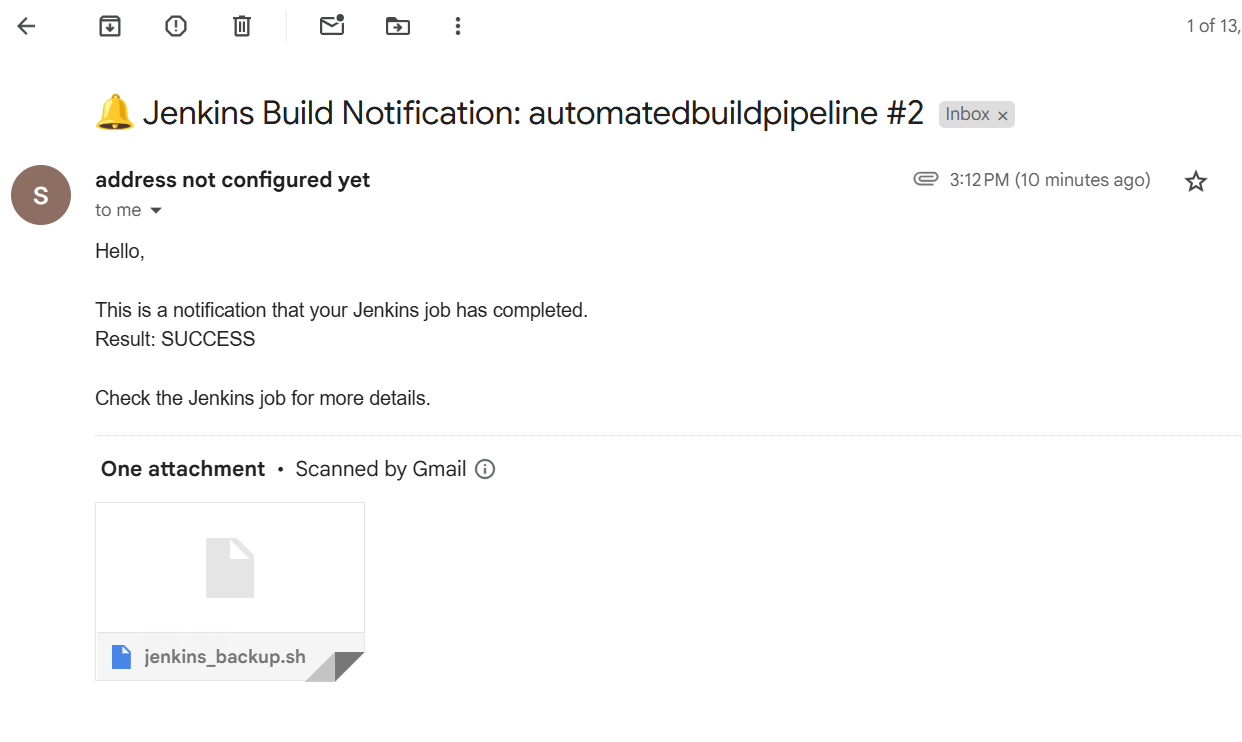 1 of 13,
🔔 Jenkins Build Notification: automatedbuildpipeline #2 Inbox ×
S
address not configured yet
3:12 PM (10 minutes ago)
to me
Hello,
This is a notification that your Jenkins job has completed.
Result: SUCCESS
Check the Jenkins job for more details.
One attachment • Scanned by Gmail
jenkins_backup.sh